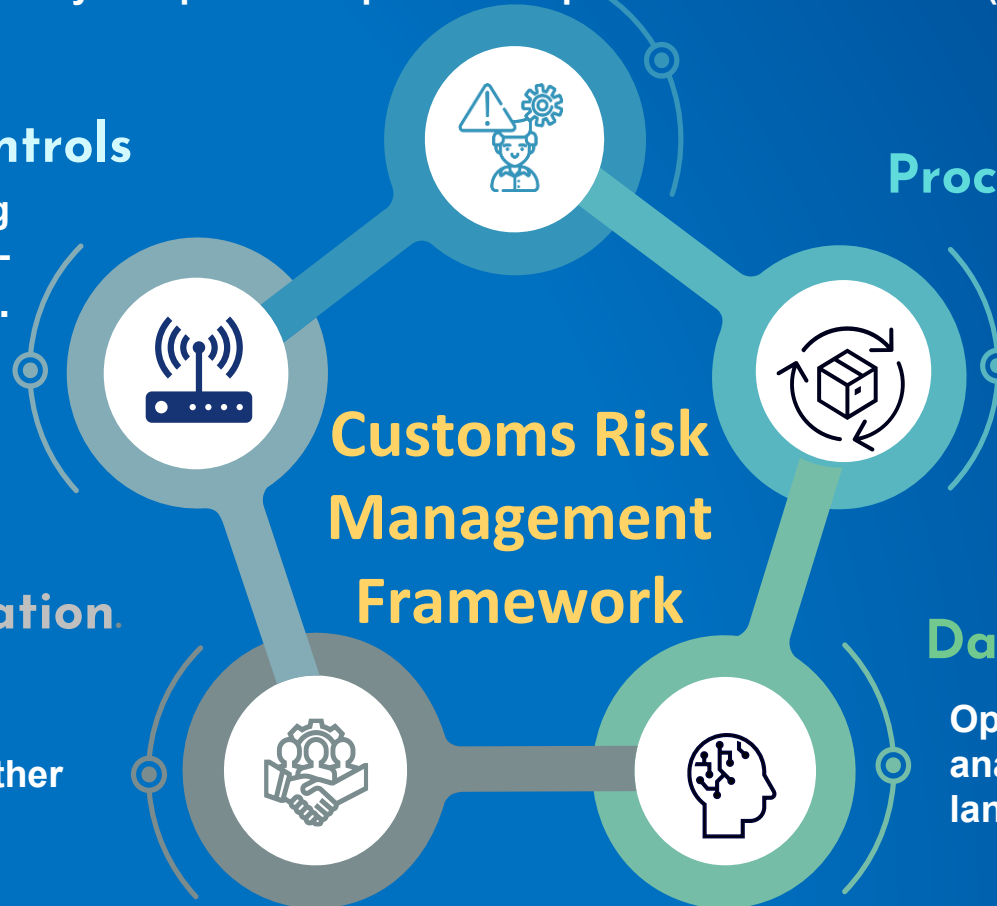 ntrols
g
-
.
Proc
Customs Risk
Management
Framework
ation.
ther
Da
Op
ana
lan